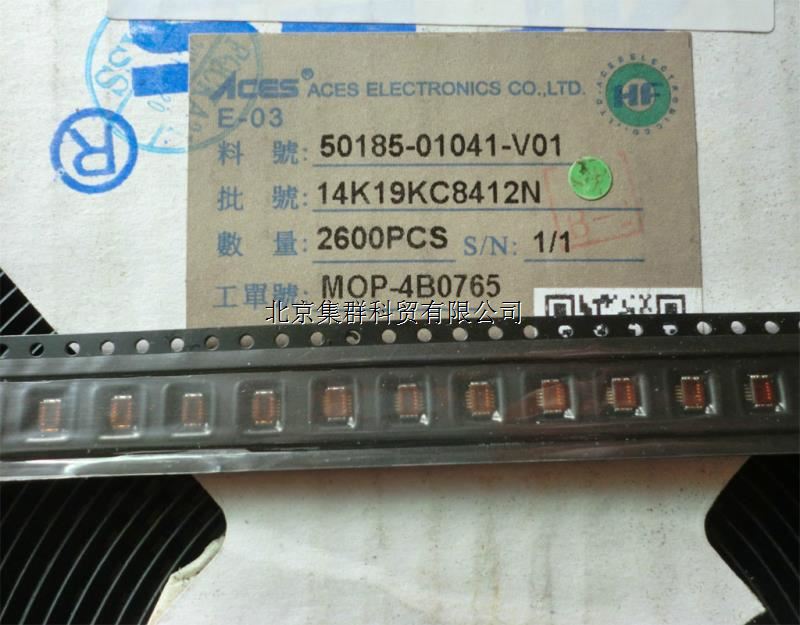 ACES® ACES ELECTRONICS CO.,LTD.
HF
E-03
料 號: 50185-01041-V01
批 號: 14K19KC8412N
數 量: 2600PCS S/N: 1/1
工單號: MOP-4B0765
北京集群科贸有限公司
®